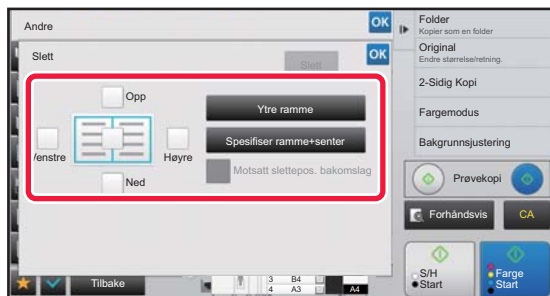 Andre
OK
Slett
Slett
OK
Opp
Venstre
Høyre
Ned
Ytre ramme
Spesifiser ramme+senter
Motsatt slettepos. bakomslag
Tilbake
3 B4
4 A3
A4
Folder
Kopier som en folder
Original
Endre størrelse/retning.
2-Sidig Kopi
Fargemodus
Bakgrunnsjustering
Prøvekopi
Forhåndsvis
CA
S/H
Start
Farge
Start